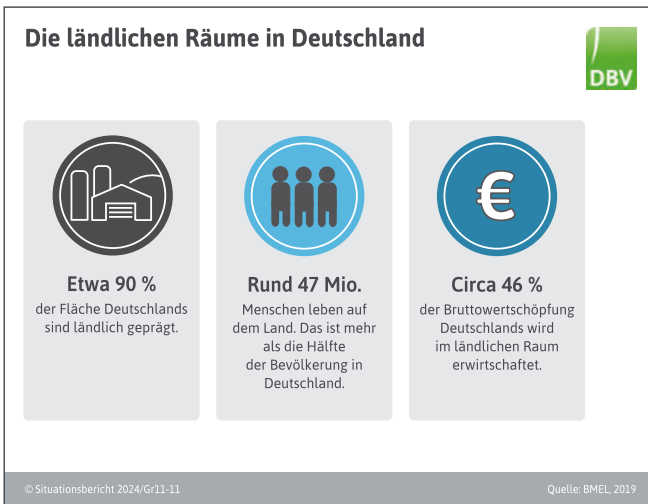 Die ländlichen Räume in Deutschland
DBV
Etwa 90 %
der Fläche Deutschlands
sind ländlich geprägt.
Rund 47 Mio.
Menschen leben auf
dem Land. Das ist mehr
als die Hälfte
der Bevölkerung in
Deutschland.
€
Circa 46 %
der Bruttowertschöpfung
Deutschlands wird
im ländlichen Raum
erwirtschaftet.
© Situationsbericht 2024/Gr11-11
Quelle: BMEL, 2019